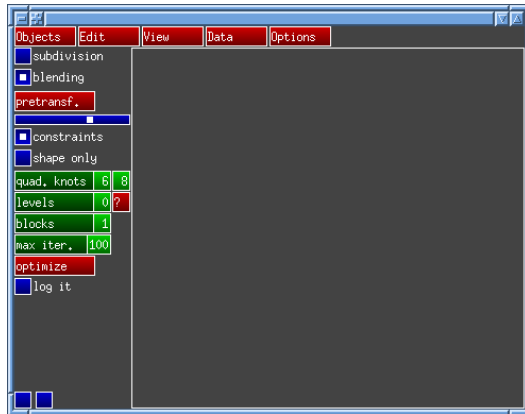 Objects Edit View Data Options
subdivision
blending
pretransf.
constraints
shape only
quad. knots 6 8
levels 0 ?
blocks 1
max iter. 100
optimize
log it